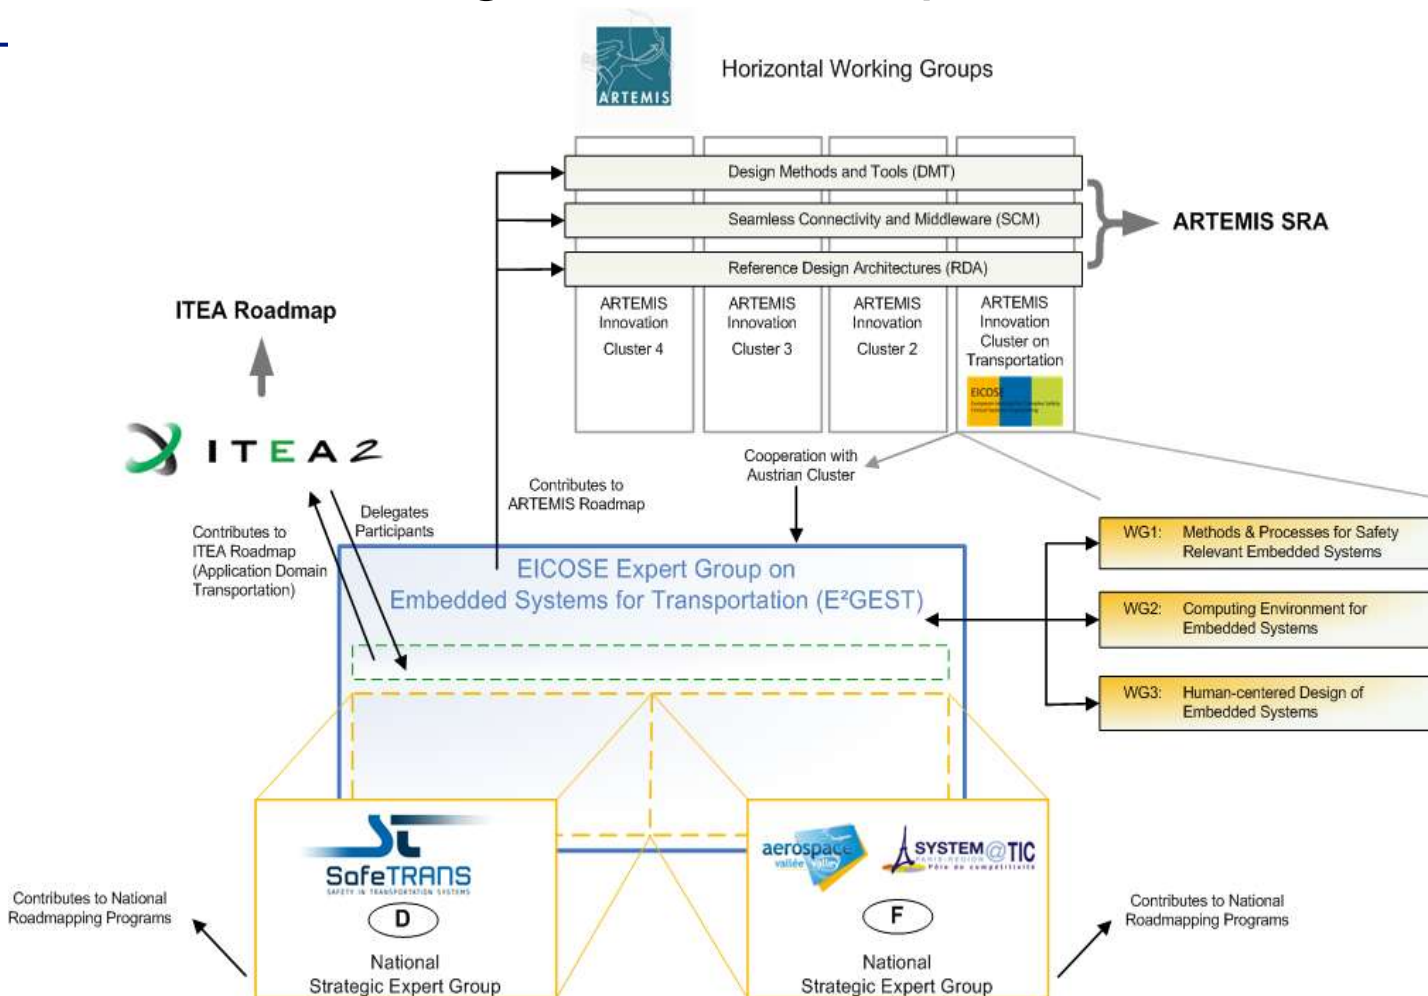 ARTEMIS
Horizontal Working Groups
Design Methods and Tools (DMT)
Seamless Connectivity and Middleware (SCM)
Reference Design Architectures (RDA)
ARTEMIS SRA
ARTEMIS
Innovation
Cluster 4
ARTEMIS
Innovation
Cluster 3
ARTEMIS
Innovation
Cluster 2
ARTEMIS
Innovation
Cluster on
Transportation
EICOSE
ITEA Roadmap
ITEA2
Cooperation with
Austrian Cluster
Contributes to
ARTEMIS Roadmap
Delegates
Participants
Contributes to
ITEA Roadmap
(Application Domain
Transportation)
EICOSE Expert Group on
Embedded Systems for Transportation (E²GEST)
WG1: Methods & Processes for Safety
Relevant Embedded Systems
WG2: Computing Environment for
Embedded Systems
WG3: Human-centered Design of
Embedded Systems
SafeTRANS
SAFETY IN TRANSPORTATION SYSTEMS
D
National
Strategic Expert Group
aerospace
vallée valley
SYSTEM@TIC
PARIS-REGION
Pôle de compétitivité
F
National
Strategic Expert Group
Contributes to National
Roadmapping Programs
Contributes to National
Roadmapping Programs